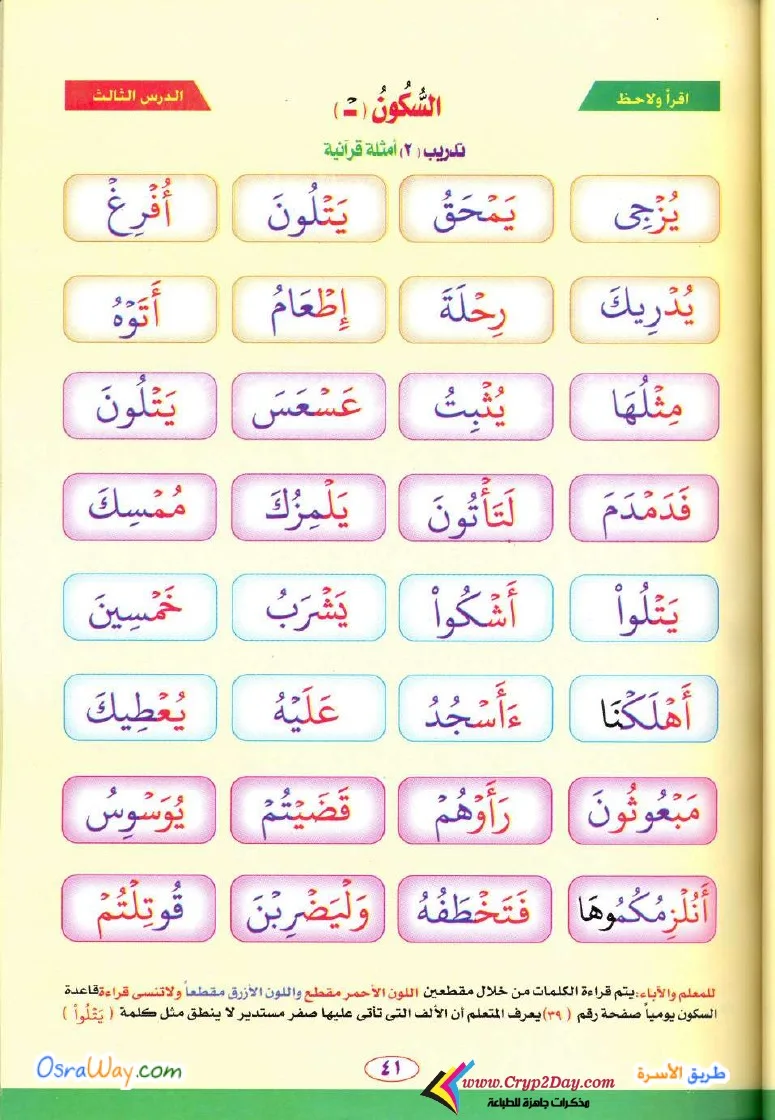 اقرأ ولاحظ السُّكُونُ ( ـْ ) الدرس الثالث
تدريب (٢) أمثلة قرآنية
يُزْجِى يَمْحَقُ يَتْلُونَ أُفْرِغْ
يُدْرِيكَ رِحْلَةَ إِطْعَامُ أَتَوْهُ
مِثْلُهَا يُثْبِتُ عَسْعَسَ يَتْلُونَ
فَدَمْدَمَ لَتَأْتُونَ يَلْمِزُكَ مُمْسِكَ
يَتْلُواْ أَشْكُواْ يَشْرَبُ خَمْسِينَ
أَهْلَكْنَا ءَأَسْجُدُ عَلَيْهُ يُعْطِيكَ
مَبْعُوثُونَ رَأَوْهُمْ قَضَيْتُمْ يُوَسْوِسُ
أَنُلْزِمُكُمُوهَا فَتَخْطَفُهُ وَلْيَضْرِبْنَ قُوتِلْتُمْ
للمعلم والآباء: يتم قراءة الكلمات من خلال مقطعين اللون الأحمر مقطع واللون الأزرق مقطعاً ولاتنسى قراءة قاعدة
السكون يومياً صفحة رقم (٣٩) يعرف المتعلم أن الألف التى تأتى عليها صفر مستدير لا ينطق مثل كلمة ( يَتْلُواْ )
طريق الأسرة ٤١ OsraWay.com
www.Cryp2Day.com
مذكرات جاهزة للطباعة